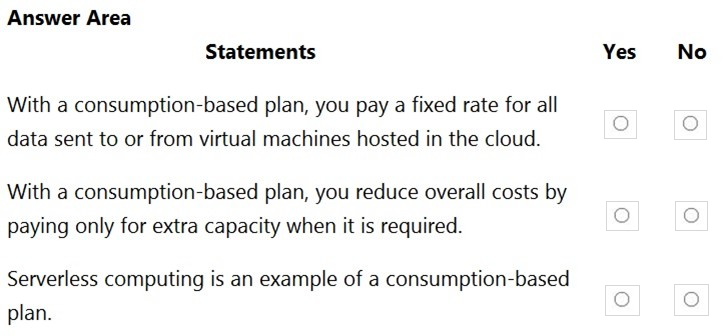 Answer Area
Statements Yes No
With a consumption-based plan, you pay a fixed rate for all
data sent to or from virtual machines hosted in the cloud.
With a consumption-based plan, you reduce overall costs by
paying only for extra capacity when it is required.
Serverless computing is an example of a consumption-based
plan.